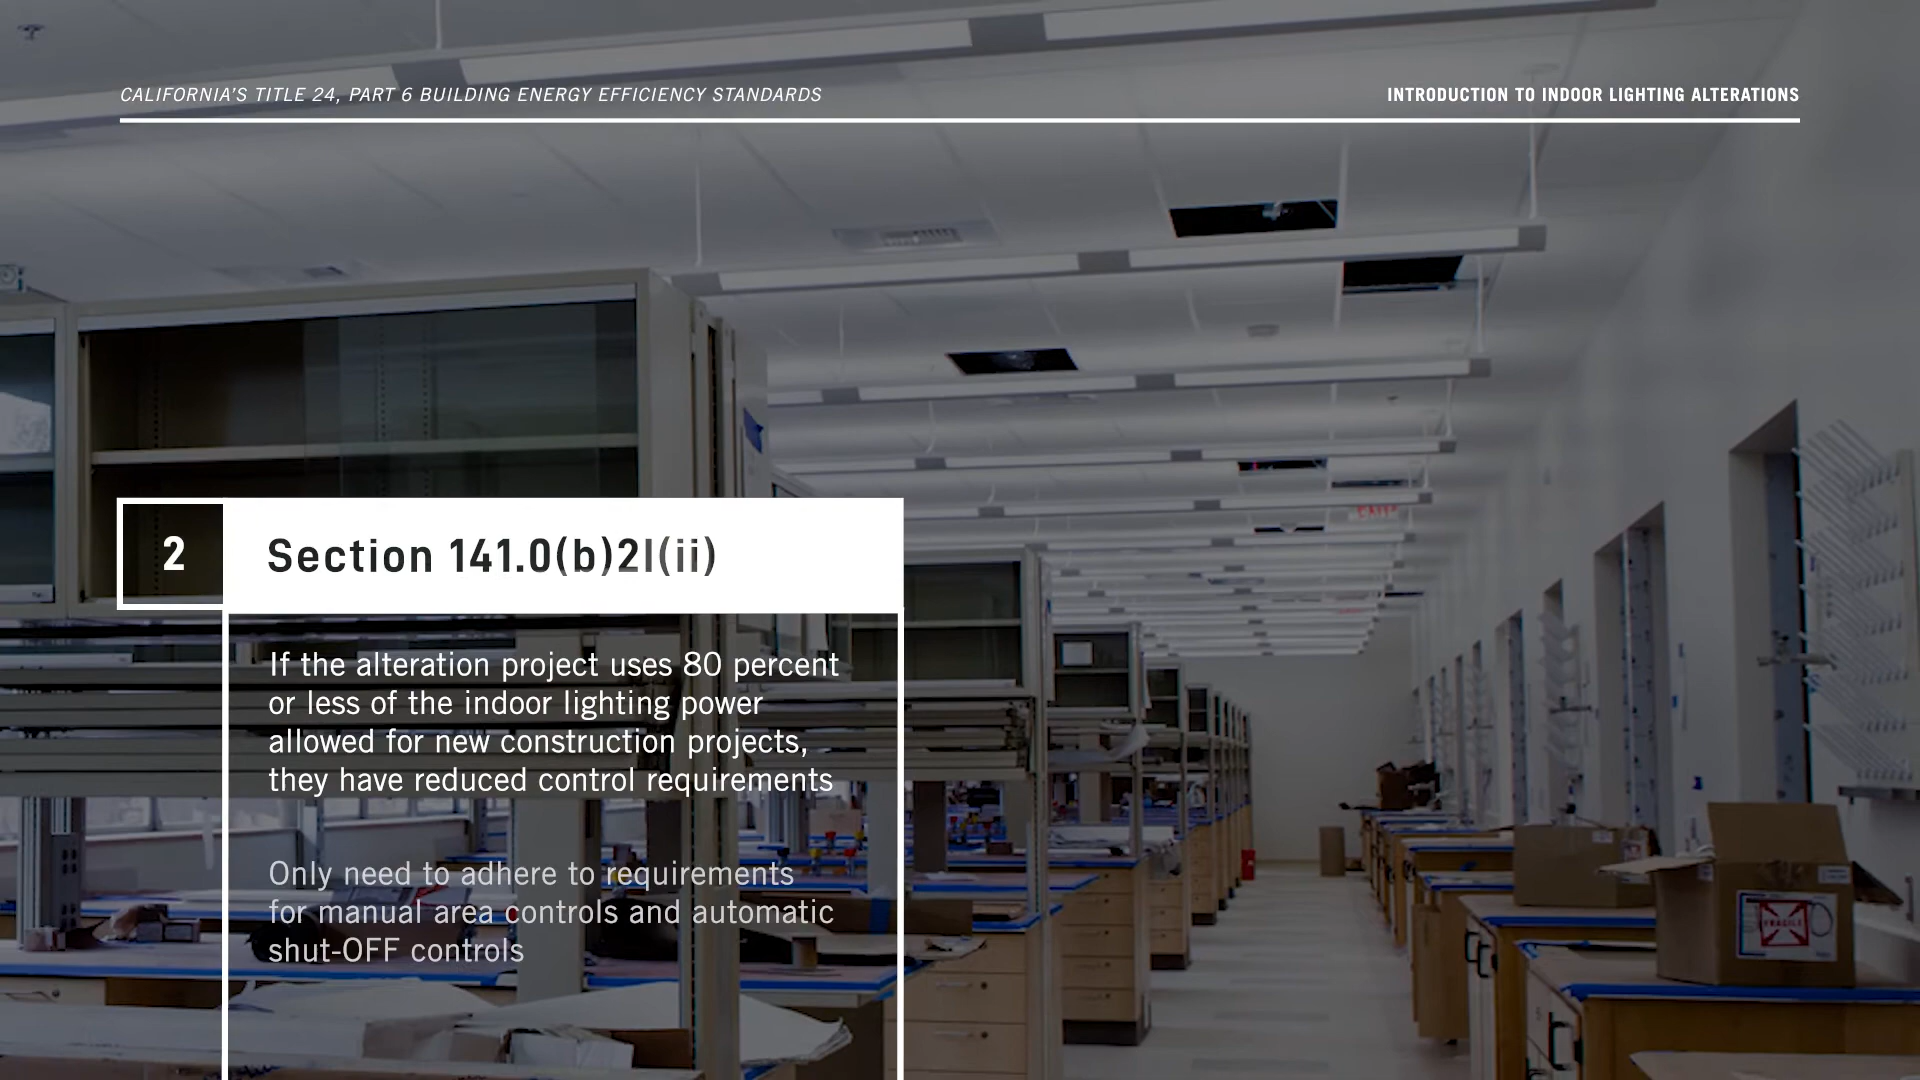 CALIFORNIA'S TITLE 24, PART 6 BUILDING ENERGY EFFICIENCY STANDARDS
INTRODUCTION TO INDOOR LIGHTING ALTERATIONS
2
Section 141.0(b)2I(ii)
If the alteration project uses 80 percent
or less of the indoor lighting power
allowed for new construction projects,
they have reduced control requirements
Only need to adhere to requirements
for manual area controls and automatic
shut-OFF controls
EXIT
FRAGILE